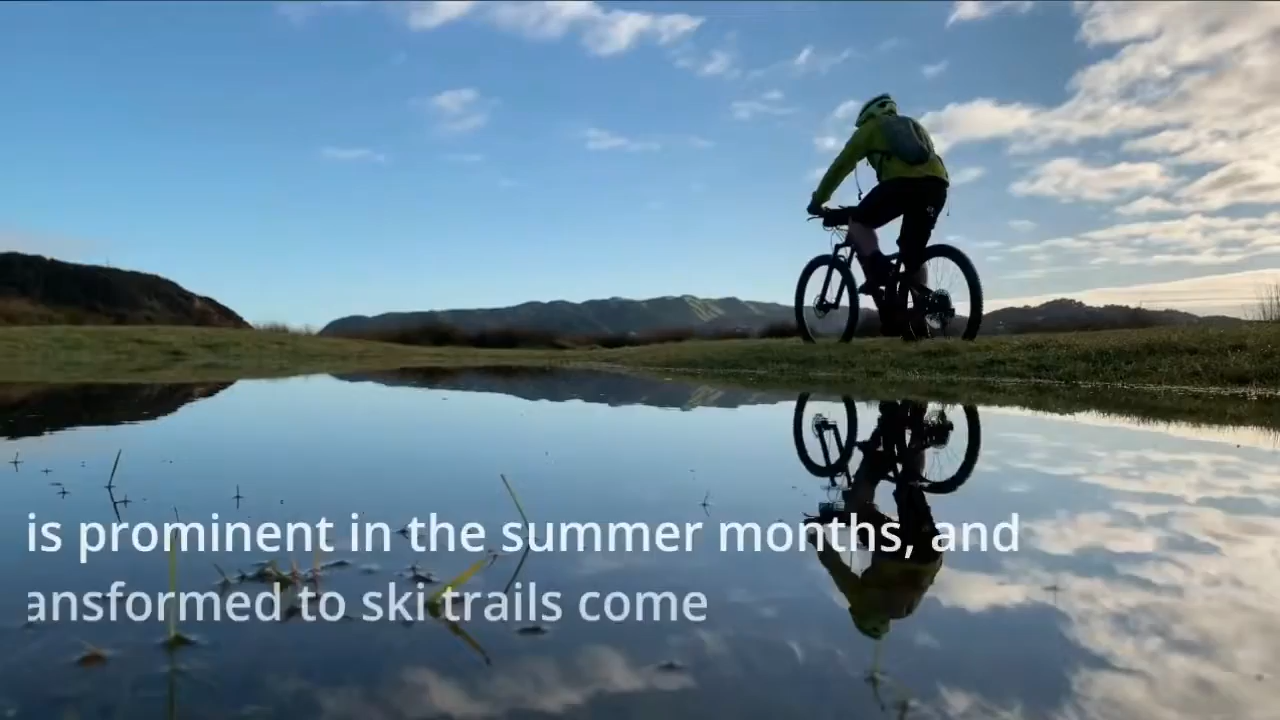 is prominent in the summer months, and
ansformed to ski trails come